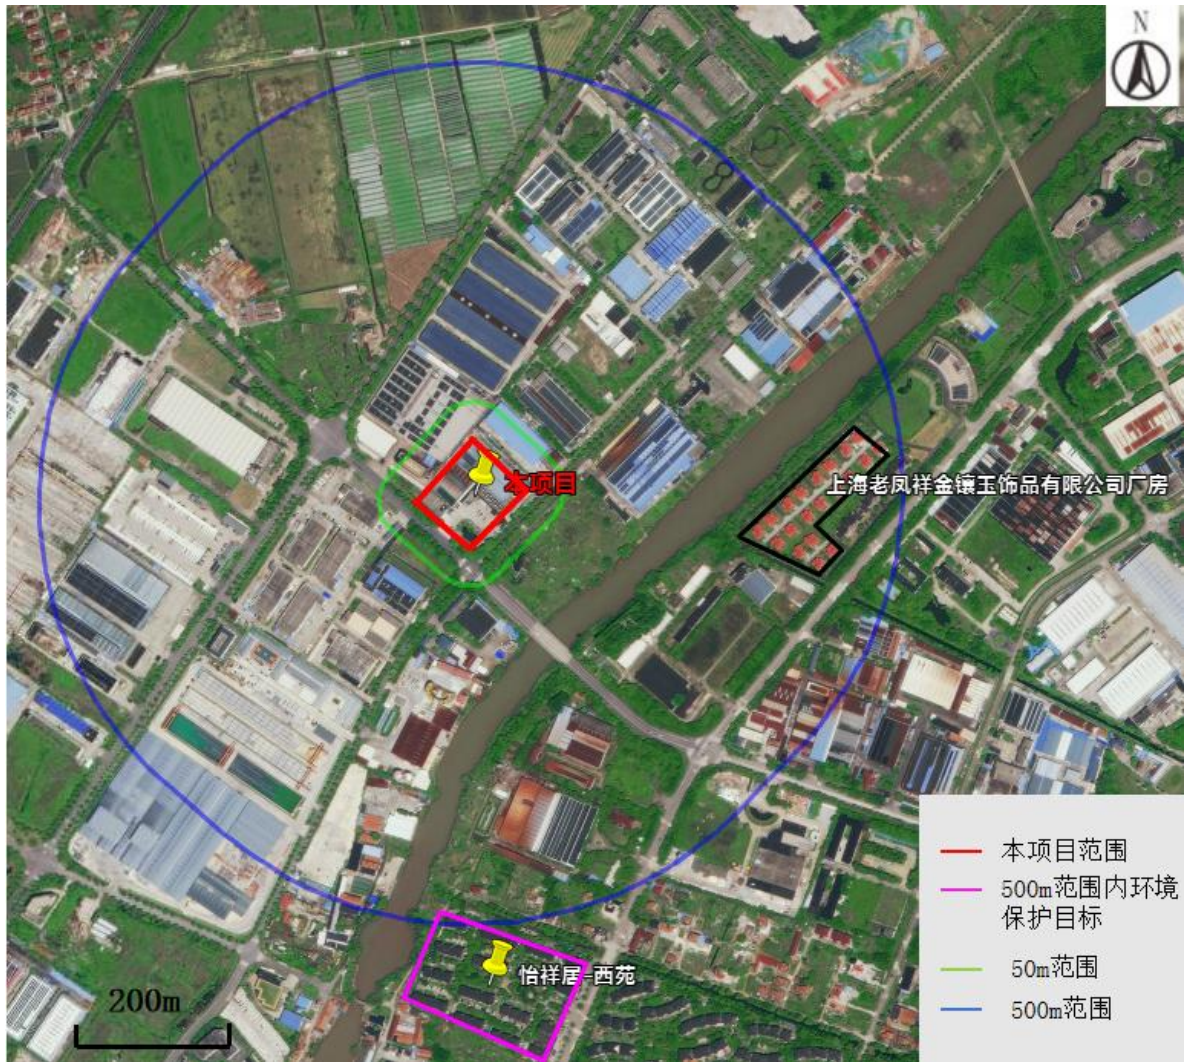 N
本项目
上海老凤祥金镶玉饰品有限公司厂房
怡祥居-西苑
200m
本项目范围
500m范围内环境
保护目标
50m范围
500m范围